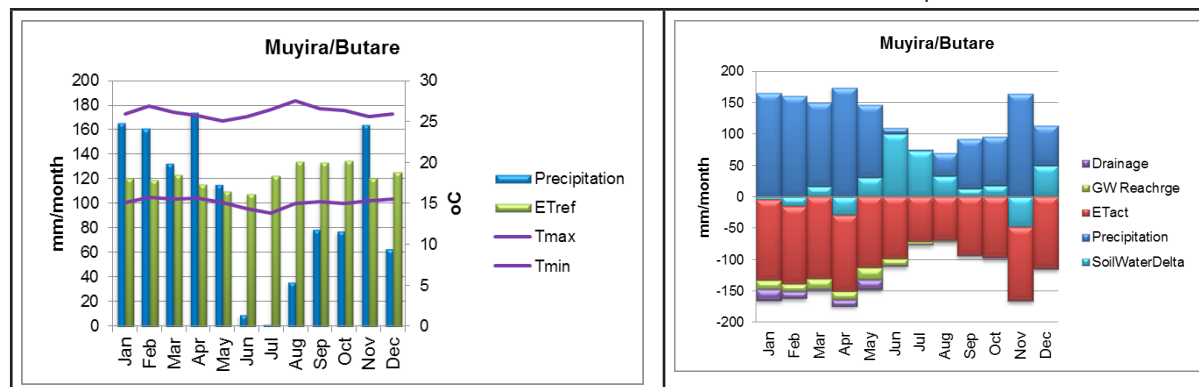 Muyira/Butare
200
180
160
140
120
100
80
60
40
20
0
mm/month
30
25
20
15
10
5
0
oC
Jan
Feb
Mar
Apr
May
Jun
Jul
Aug
Sep
Oct
Nov
Dec
Precipitation
ETref
Tmax
Tmin
Muyira/Butare
200
150
100
50
0
-50
-100
-150
-200
mm/month
Jan
Feb
Mar
Apr
May
Jun
Jul
Aug
Sep
Oct
Nov
Dec
Drainage
GW Reachrge
ETact
Precipitation
SoilWaterDelta